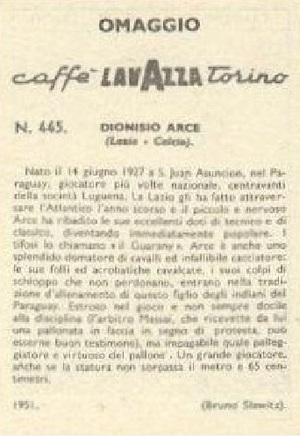 OMAGGIO
caffè LAVAZZA Torino
N. 445. DIONISIO ARCE
(Lazio - Calcio).
Nato il 14 giugno 1927 a S. Juan Asuncion, nel Pa-
raguay, giocatore più volte nazionale, centravanti
della società Luguena. La Lazio gli ha fatto attraver-
sare l'Atlantico l'anno scorso e il piccolo e nervoso
Arce ha ribadito le sue eccellenti doti di tecnico e di
classico, diventando immediatamente popolare. I
tifosi lo chiamano « il Guarany ». Arce è anche uno
splendido domatore di cavalli ed infallibile cacciatore:
le sue folli ed acrobatiche cavalcate, i suoi colpi di
schioppo che non perdonano, entrano nella tradi-
zione d'allenamento di questo figlio degli indiani del
Paraguay. Estroso nel gioco e non sempre docile
alla disciplina (l'arbitro Massai, che ricevette da lui
una pallonata in faccia in segno di protesta, può
esserne buon testimone), ma impagabile quale palleg-
giatore e virtuoso del pallone. Un grande giocatore,
anche se la statura non sorpassa il metro e 65 cen-
timetri.
1951. (Bruno Slawitz).